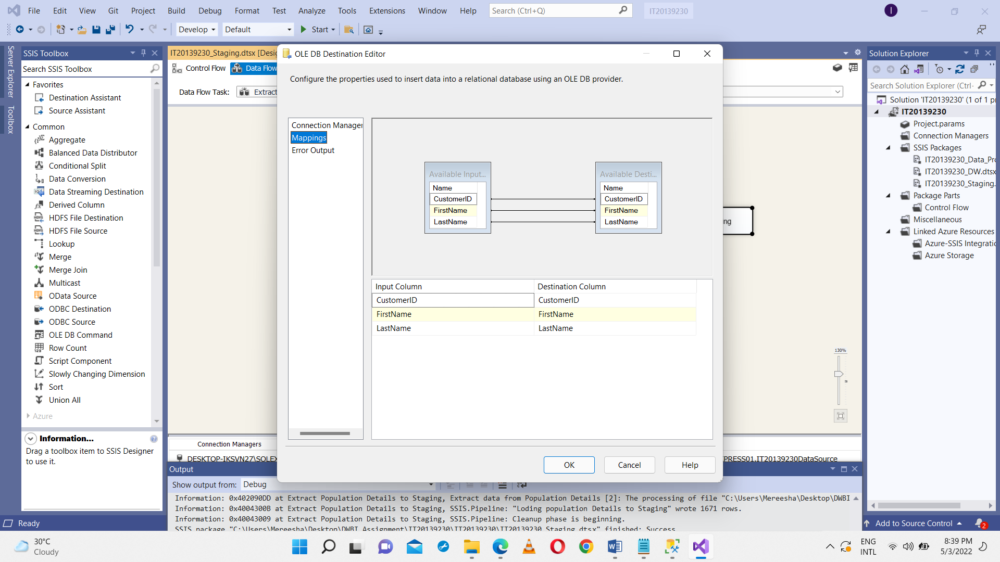 File Edit View Git Project Build Debug Format Test Analyze Tools Extensions Window Help Search (Ctrl+Q) IT20139230 I
Develop Default Start
Server Explorer
Toolbox
SSIS Toolbox
Search SSIS Toolbox
Favorites
Destination Assistant
Source Assistant
Common
Aggregate
Balanced Data Distributor
Conditional Split
Data Conversion
Data Streaming Destination
Derived Column
HDFS File Destination
HDFS File Source
Lookup
Merge
Merge Join
Multicast
OData Source
ODBC Destination
ODBC Source
OLE DB Command
Row Count
Script Component
Slowly Changing Dimension
Sort
Union All
Azure
Information...
Drag a toolbox item to SSIS Designer
to use it.
IT20139230_Staging.dtsx [Desig
Control Flow Data Flow
Data Flow Task: Extract
OLE DB Destination Editor
Configure the properties used to insert data into a relational database using an OLE DB provider.
Connection Manager
Mappings
Error Output
Available Input...
Name
CustomerID
FirstName
LastName
Available Desti...
Name
CustomerID
FirstName
LastName
Input Column Destination Column
CustomerID CustomerID
FirstName FirstName
LastName LastName
OK Cancel Help
ng
130%
Connection Managers
DESKTOP-IKSVN27\SQLEX
PRESS01.IT20139230DataSource
Output
Show output from: Debug
Information: 0x402090DD at Extract Population Details to Staging, Extract data from Population Details [2]: The processing of file "C:\Users\Mereesha\Desktop\DWBI
Information: 0x4004300B at Extract Population Details to Staging, SSIS.Pipeline: "Loding population Details to Staging" wrote 1671 rows.
Information: 0x40043009 at Extract Population Details to Staging, SSIS.Pipeline: Cleanup phase is beginning.
SSIS package "C:\Users\Mereesha\Desktop\DWBI Assignment\IT20139230\IT20139230\IT20139230_Staging.dtsx" finished: Success.
Solution Explorer
Search Solution Explorer (Ctrl-
Solution 'IT20139230' (1 of 1 pr
IT20139230
Project.params
Connection Managers
SSIS Packages
IT20139230_Data_Pro
IT20139230_DW.dtsx
IT20139230_Staging.
Package Parts
Control Flow
Miscellaneous
Linked Azure Resources
Azure-SSIS Integratio
Azure Storage
Ready
Add to Source Control 2
30°C
Cloudy
ENG
INTL
8:39 PM
5/3/2022